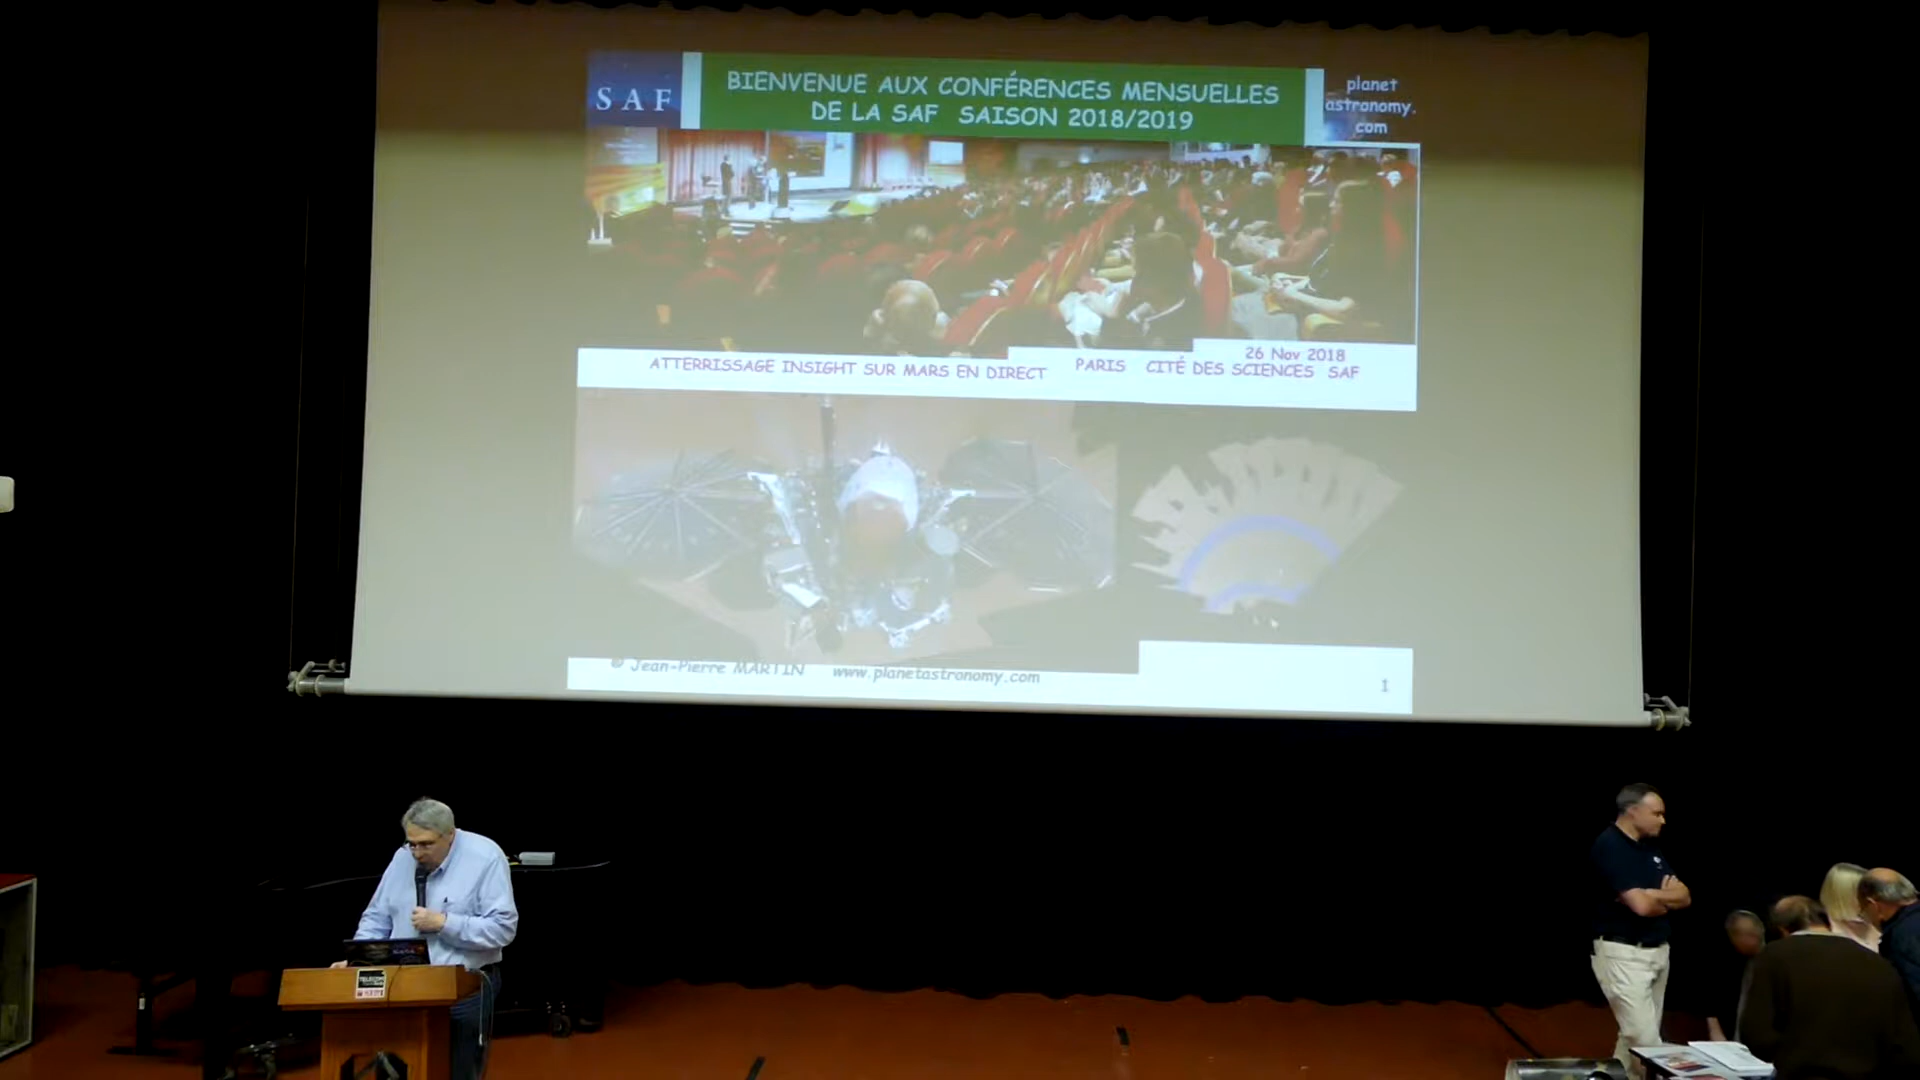 SAF
BIENVENUE AUX CONFÉRENCES MENSUELLES
DE LA SAF SAISON 2018/2019
planet
astronomy.
com
26 Nov 2018
ATTERRISSAGE INSIGHT SUR MARS EN DIRECT PARIS CITÉ DES SCIENCES SAF
© Jean-Pierre MARTIN www.planetastronomy.com
1